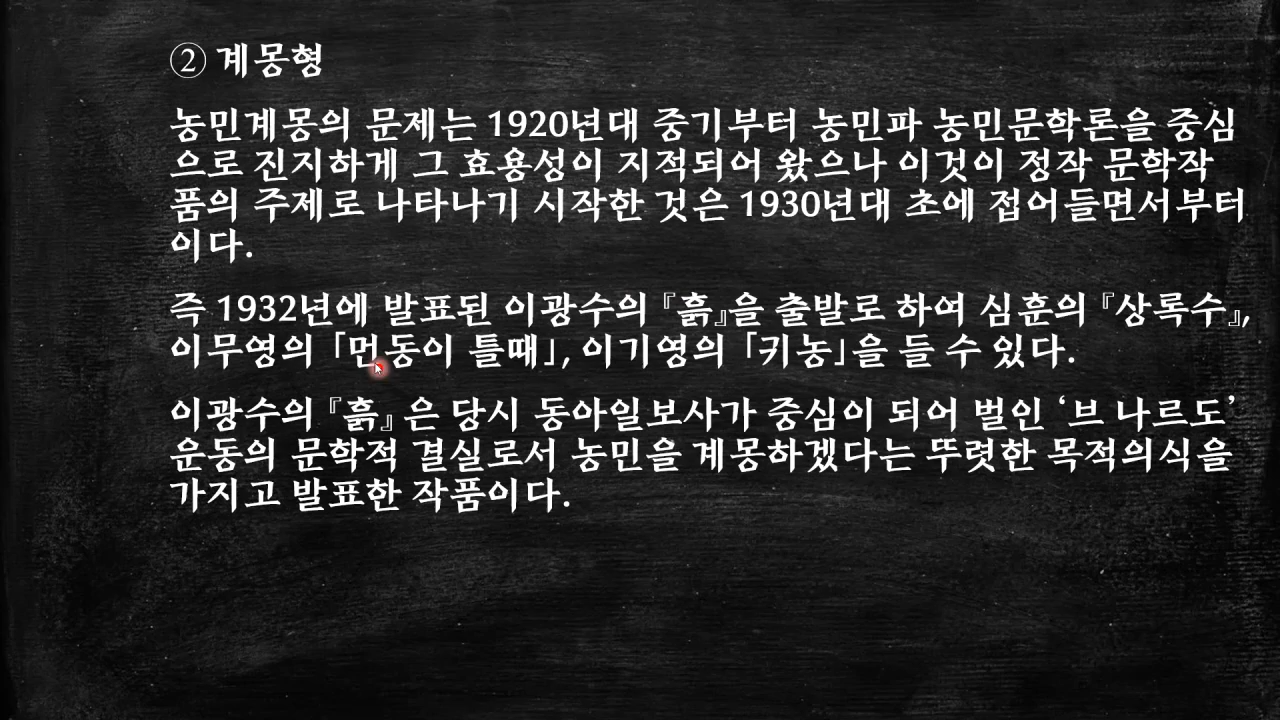 ② 계몽형
농민계몽의 문제는 1920년대 중기부터 농민파 농민문학론을 중심
으로 진지하게 그 효용성이 지적되어 왔으나 이것이 정작 문학작
품의 주제로 나타나기 시작한 것은 1930년대 초에 접어들면서부터
이다.
즉 1932년에 발표된 이광수의 『흙』을 출발로 하여 심훈의 『상록수』,
이무영의 「먼동이 틀때」, 이기영의 「키농」을 들 수 있다.
이광수의 『흙』 은 당시 동아일보사가 중심이 되어 벌인 ‘브 나르도’
운동의 문학적 결실로서 농민을 계몽하겠다는 뚜렷한 목적의식을
가지고 발표한 작품이다.